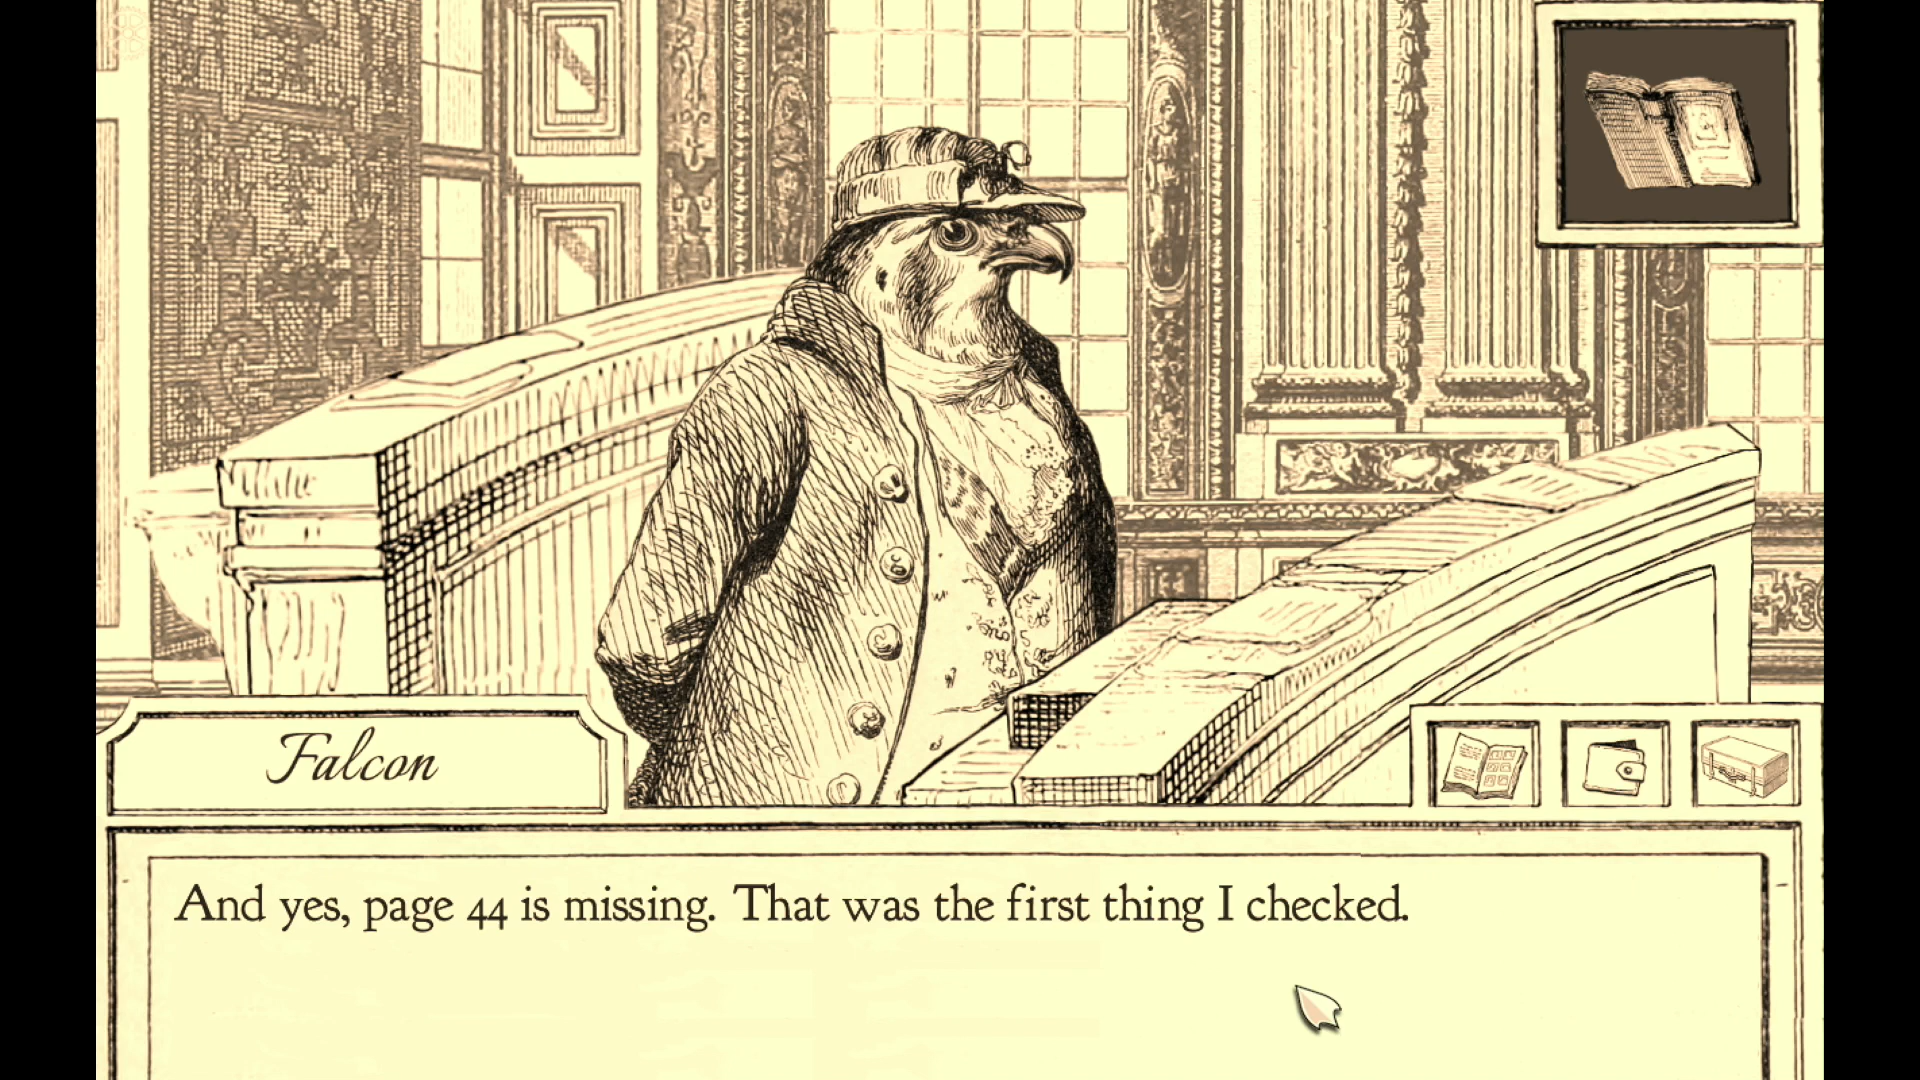 Falcon
And yes, page 44 is missing. That was the first thing I checked.